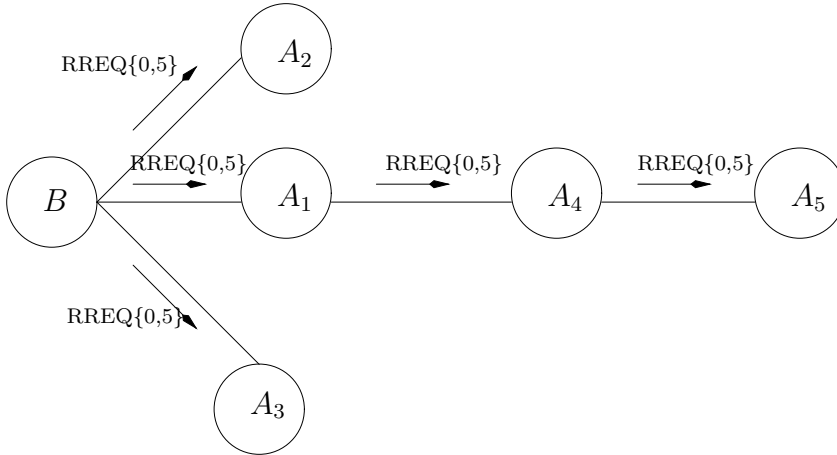 A₂
RREQ{0,5}
RREQ{0,5} RREQ{0,5} RREQ{0,5}
B A₁ A₄ A₅
RREQ{0,5}
A₃